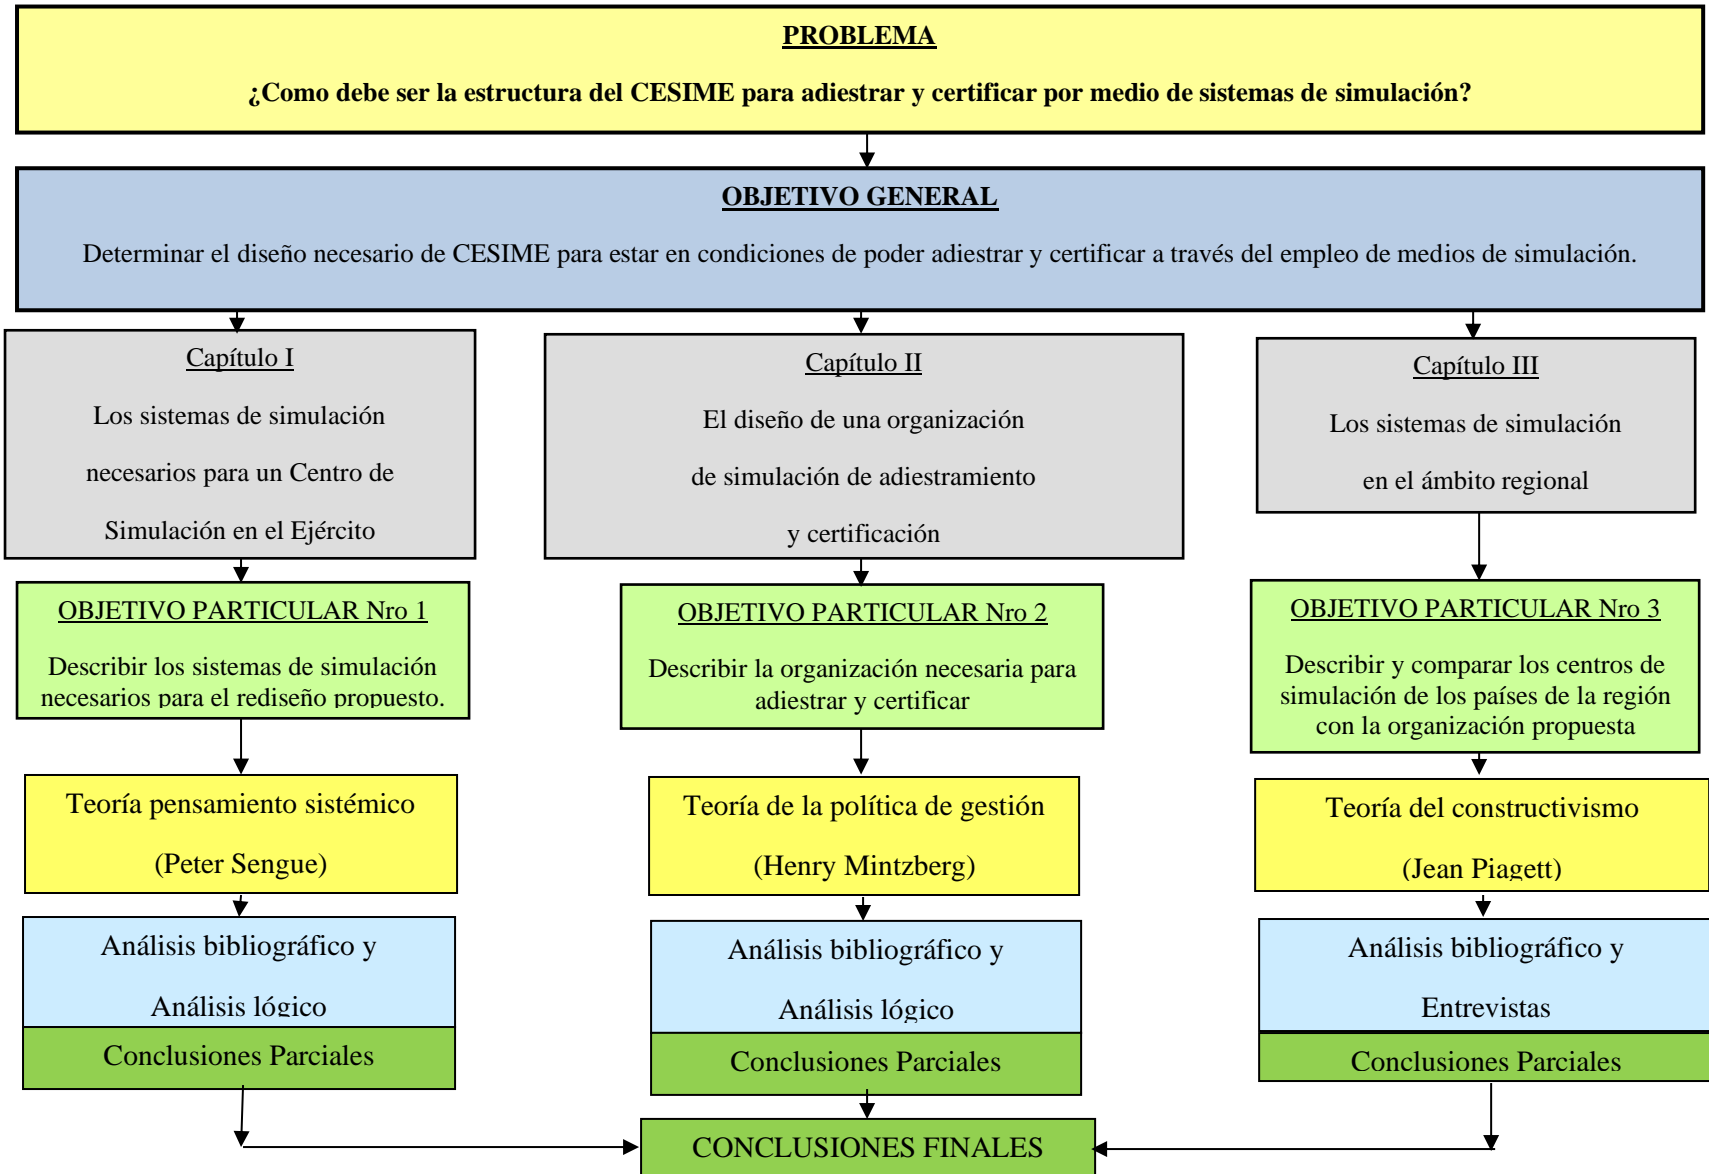 PROBLEMA
¿Como debe ser la estructura del CESIME para adiestrar y certificar por medio de sistemas de simulación?
OBJETIVO GENERAL
Determinar el diseño necesario de CESIME para estar en condiciones de poder adiestrar y certificar a través del empleo de medios de simulación.
Capítulo I
Los sistemas de simulación
necesarios para un Centro de
Simulación en el Ejército
Capítulo II
El diseño de una organización
de simulación de adiestramiento
y certificación
Capítulo III
Los sistemas de simulación
en el ámbito regional
OBJETIVO PARTICULAR Nro 1
Describir los sistemas de simulación
necesarios para el rediseño propuesto.
OBJETIVO PARTICULAR Nro 2
Describir la organización necesaria para
adiestrar y certificar
OBJETIVO PARTICULAR Nro 3
Describir y comparar los centros de
simulación de los países de la región
con la organización propuesta
Teoría pensamiento sistémico
(Peter Sengue)
Teoría de la política de gestión
(Henry Mintzberg)
Teoría del constructivismo
(Jean Piagett)
Análisis bibliográfico y
Análisis lógico
Conclusiones Parciales
Análisis bibliográfico y
Análisis lógico
Conclusiones Parciales
Análisis bibliográfico y
Entrevistas
Conclusiones Parciales
CONCLUSIONES FINALES